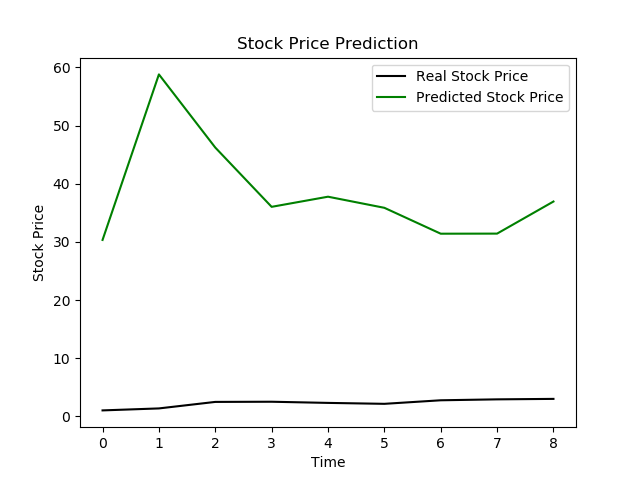 Stock Price Prediction
Real Stock Price
Predicted Stock Price
Stock Price
60
50
40
30
20
10
0
0 1 2 3 4 5 6 7 8
Time